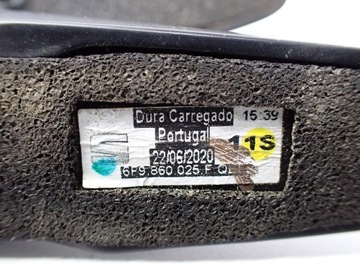 Dura Carregado 15 39
Portugal 11S
22/06/2020
6F9.860.025.F